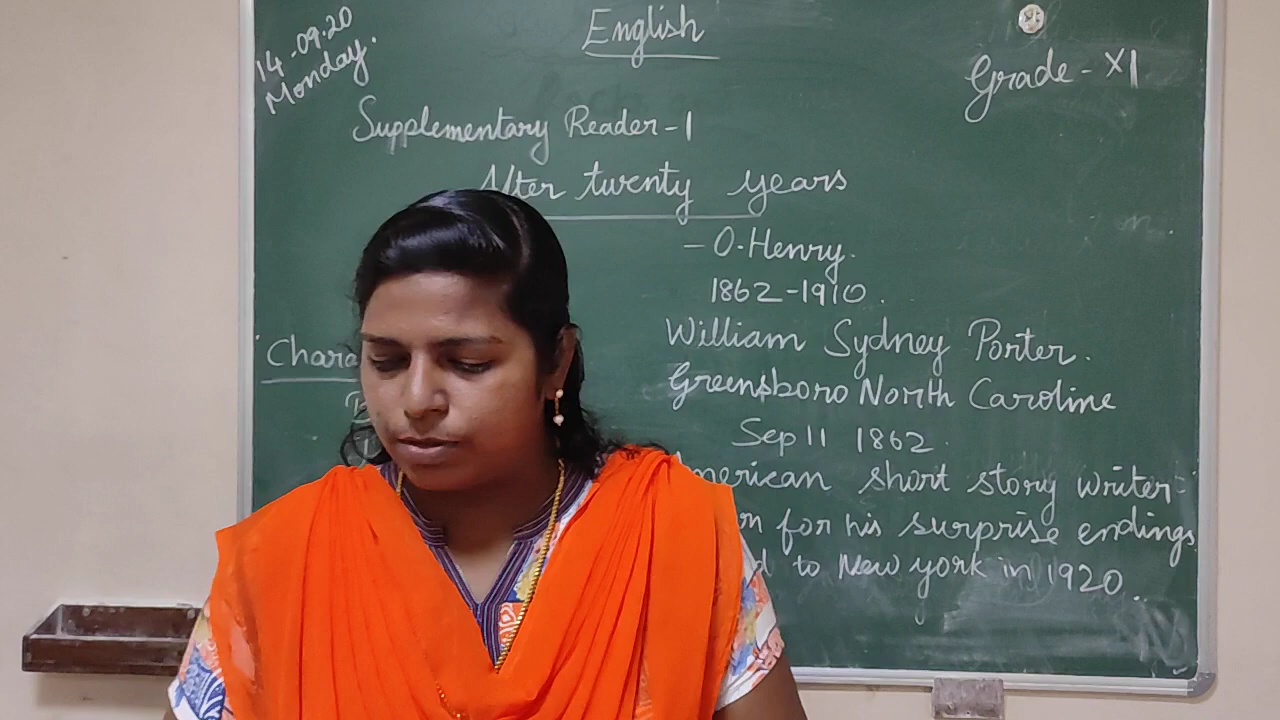 14-09-20
Monday.
English
Grade - XI
Supplementary Reader-1
After twenty years
- O.Henry.
1862-1910.
William Sydney Porter.
Greensboro North Caroline
Sep 11 1862.
American short story writer
for his surprise endings
to New york in 1920..